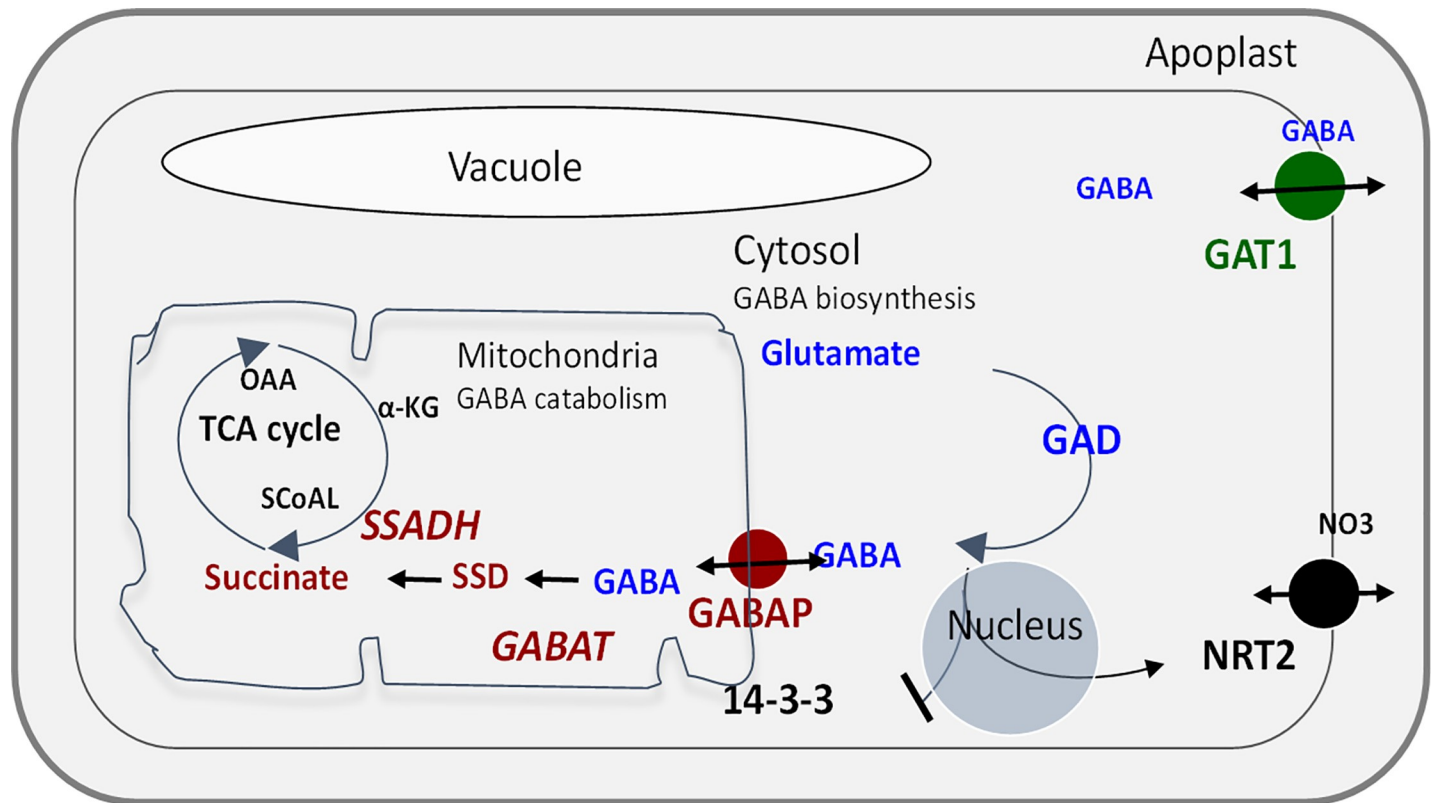 Apoplast
GABA
Vacuole
GABA
Cytosol
GAT1
GABA biosynthesis
Mitochondria
Glutamate
GABA catabolism
OAA
α-KG
TCA cycle
GAD
SCoAL
SSADH
NO3
Succinate
SSD
GABA
GABA
GABAP
Nucleus
GABAT
NRT2
14-3-3